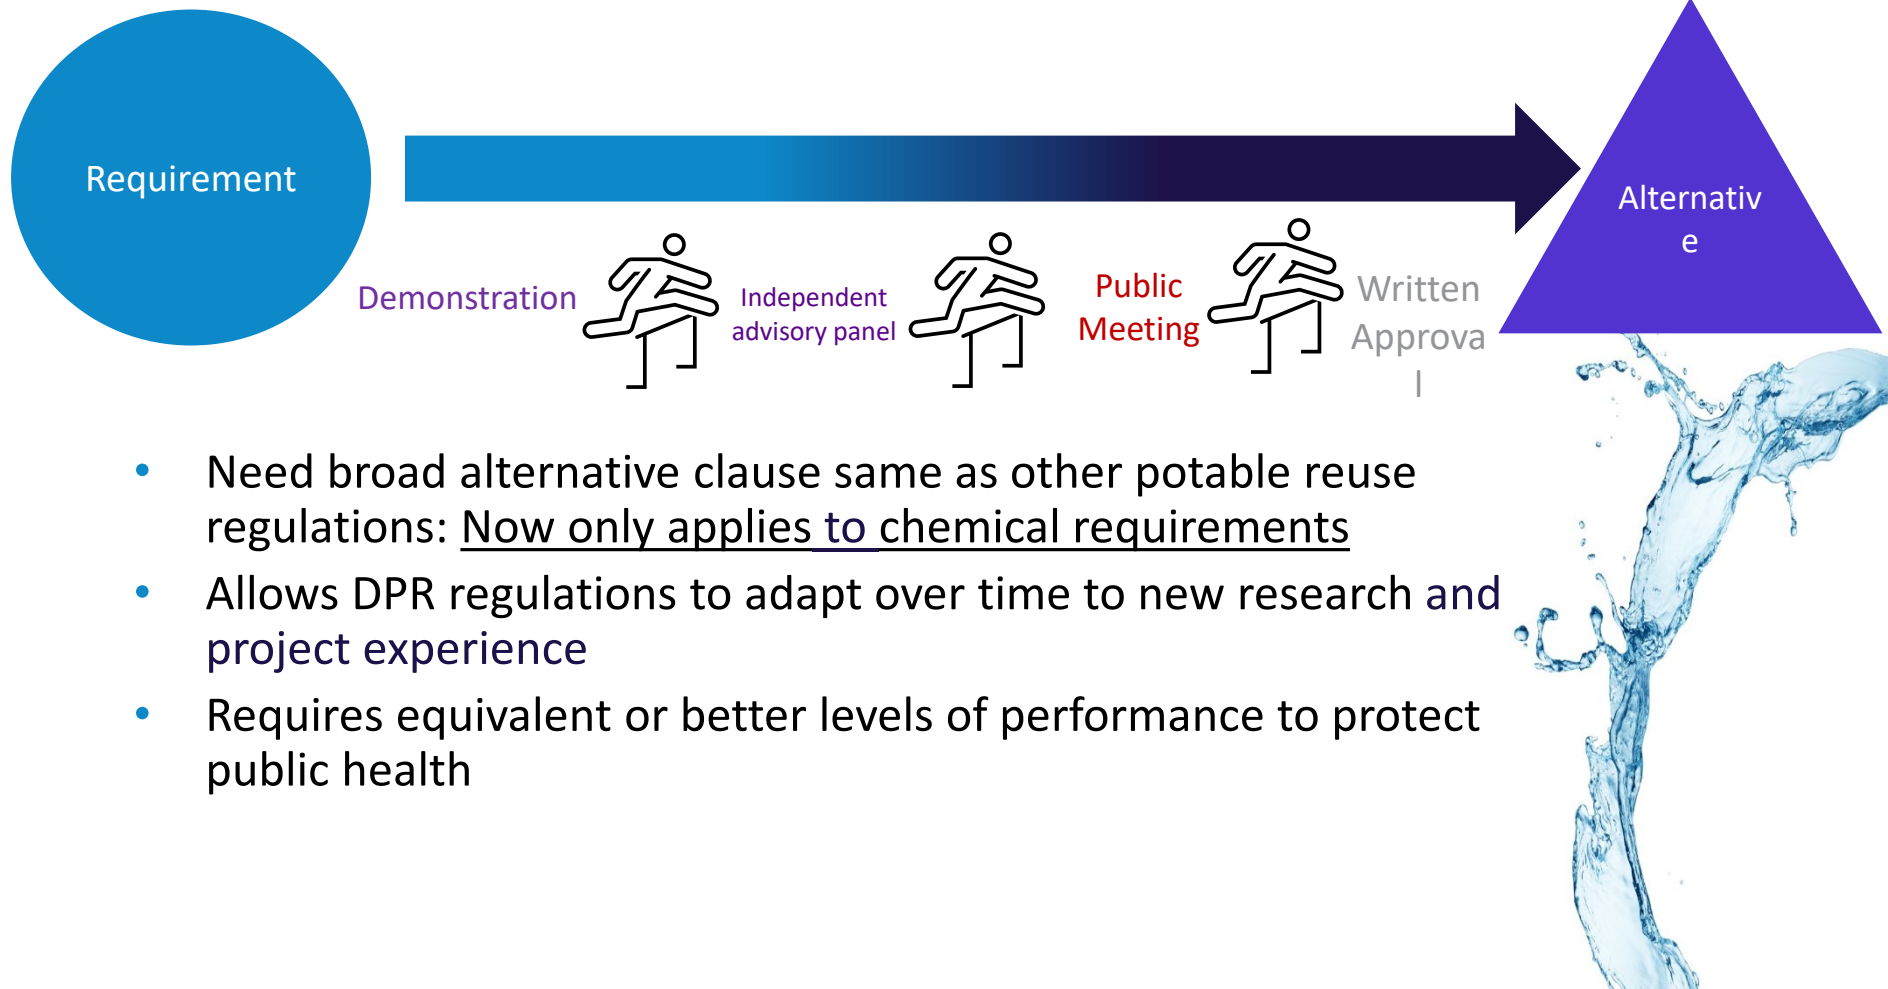 Requirement
Alternativ
e
Demonstration
Independent
advisory panel
Public
Meeting
Written
Approva
l
• Need broad alternative clause same as other potable reuse
regulations: Now only applies to chemical requirements
• Allows DPR regulations to adapt over time to new research and
project experience
• Requires equivalent or better levels of performance to protect
public health